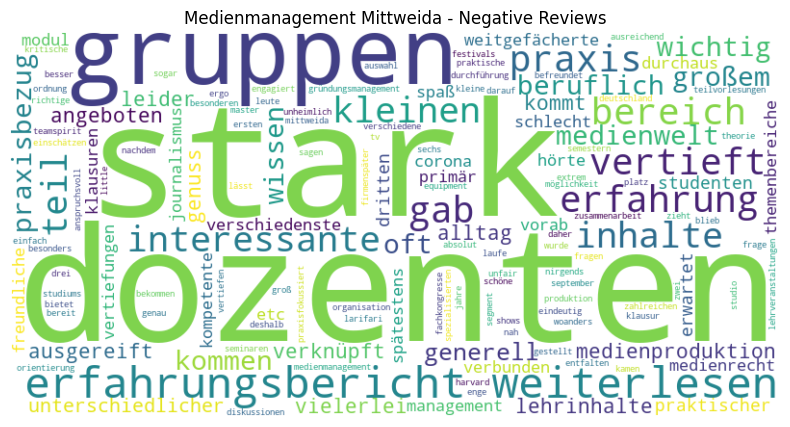 Medienmanagement Mittweida - Negative Reviews
modul kritische gruppen festivals auswahl ausreichend weitgefächerte praxis wichtig
besser sogar engagiert gründungsmanagement praktische durchführung befreundet durchaus
ordnung ergo besonderen leute spaß kleine darauf beruflich großem
richtige leider master unheimlich kleinen kommt teilvorlesungen
angeboten ersten mittweida verschiedene schlecht bereich deutschland theorie
praxisbezug teamspirit klausuren journalismus wissen sechs medienwelt semestern themenbereiche
einschätzen nachdem stark sagen tv corona hörte vertieft
teil anspruchsvoll little genuss lässt dritten firmenspater primär equipment extrem möglichkeit studenten platz
verschiedenste gab vorab erfahrung zusammenarbeit zieht
einfach besonders interessante oft alltag daher inhalte blieb
absolut wurde nirgends frage
freundliche drei vertiefungen dozenten kompetente laufe unfair fragen lehrveranstaltungen
studiums bekommen vertiefen praxisfokussiert spätestens fachkongresse spezialisierten schöne september erwartet zwei
bietet bereit genau groß etc organisation jahre segment produktion zahlreichen studio
deshalb larifari shows eindeutig klausur
nah woanders
ausgereift seminaren verknüpft generell gestellt medienproduktion
orientierung kommen medienmanagement verbunden entfalten medienrecht
erfahrungsbericht harvard kamen weiterlesen
enge
unterschiedlicher diskussionen vielerlei management lehrinhalte praktischer